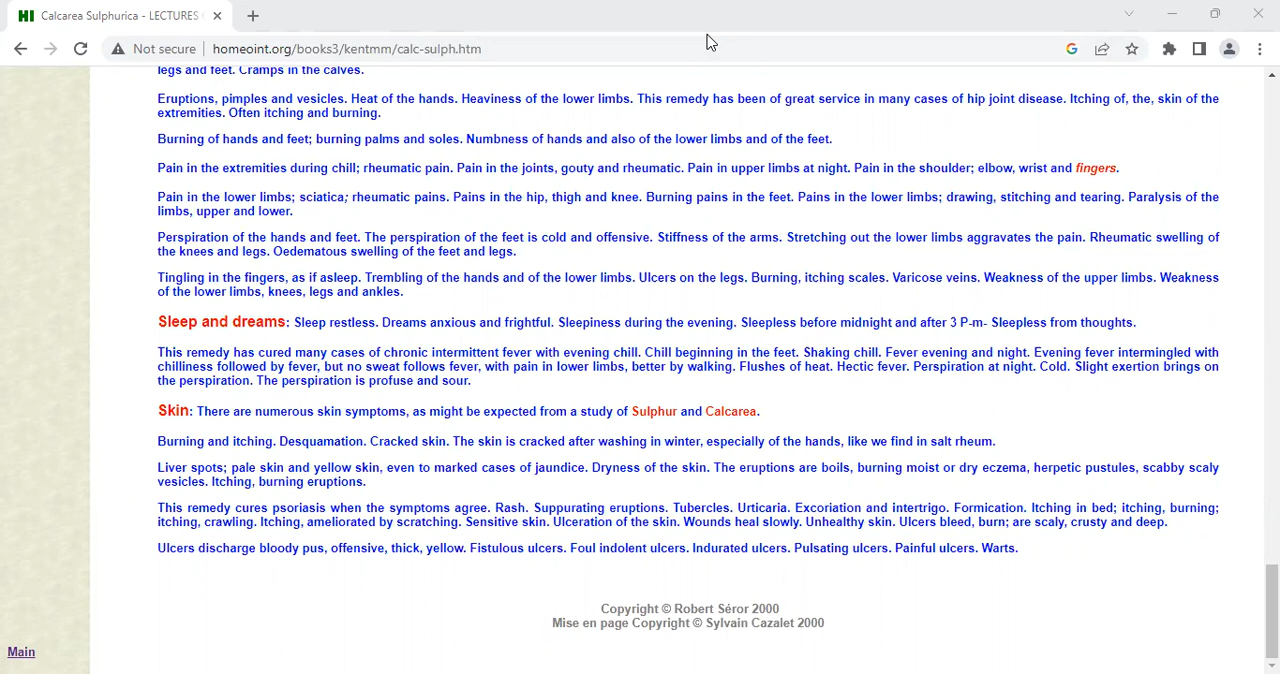 Calcarea Sulphurica - LECTURES
Not secure
homeoint.org/books3/kentmm/calc-sulph.htm
legs and feet. Cramps in the calves.
Eruptions, pimples and vesicles. Heat of the hands. Heaviness of the lower limbs. This remedy has been of great service in many cases of hip joint disease. Itching of, the, skin of the
extremities. Often itching and burning.
Burning of hands and feet; burning palms and soles. Numbness of hands and also of the lower limbs and of the feet.
Pain in the extremities during chill; rheumatic pain. Pain in the joints, gouty and rheumatic. Pain in upper limbs at night. Pain in the shoulder; elbow, wrist and fingers.
Pain in the lower limbs; sciatica; rheumatic pains. Pains in the hip, thigh and knee. Burning pains in the feet. Pains in the lower limbs; drawing, stitching and tearing. Paralysis of the
limbs, upper and lower.
Perspiration of the hands and feet. The perspiration of the feet is cold and offensive. Stiffness of the arms. Stretching out the lower limbs aggravates the pain. Rheumatic swelling of
the knees and legs. Oedematous swelling of the feet and legs.
Tingling in the fingers, as if asleep. Trembling of the hands and of the lower limbs. Ulcers on the legs. Burning, itching scales. Varicose veins. Weakness of the upper limbs. Weakness
of the lower limbs, knees, legs and ankles.
Sleep and dreams: Sleep restless. Dreams anxious and frightful. Sleepiness during the evening. Sleepless before midnight and after 3 P-m- Sleepless from thoughts.
This remedy has cured many cases of chronic intermittent fever with evening chill. Chill beginning in the feet. Shaking chill. Fever evening and night. Evening fever intermingled with
chilliness followed by fever, but no sweat follows fever, with pain in lower limbs, better by walking. Flushes of heat. Hectic fever. Perspiration at night. Cold. Slight exertion brings on
the perspiration. The perspiration is profuse and sour.
Skin: There are numerous skin symptoms, as might be expected from a study of Sulphur and Calcarea.
Burning and itching. Desquamation. Cracked skin. The skin is cracked after washing in winter, especially of the hands, like we find in salt rheum.
Liver spots; pale skin and yellow skin, even to marked cases of jaundice. Dryness of the skin. The eruptions are boils, burning moist or dry eczema, herpetic pustules, scabby scaly
vesicles. Itching, burning eruptions.
This remedy cures psoriasis when the symptoms agree. Rash. Suppurating eruptions. Tubercles. Urticaria. Excoriation and intertrigo. Formication. Itching in bed; itching, burning;
itching, crawling. Itching, ameliorated by scratching. Sensitive skin. Ulceration of the skin. Wounds heal slowly. Unhealthy skin. Ulcers bleed, burn; are scaly, crusty and deep.
Ulcers discharge bloody pus, offensive, thick, yellow. Fistulous ulcers. Foul indolent ulcers. Indurated ulcers. Pulsating ulcers. Painful ulcers. Warts.
Copyright © Robert Séror 2000
Mise en page Copyright © Sylvain Cazalet 2000
Main